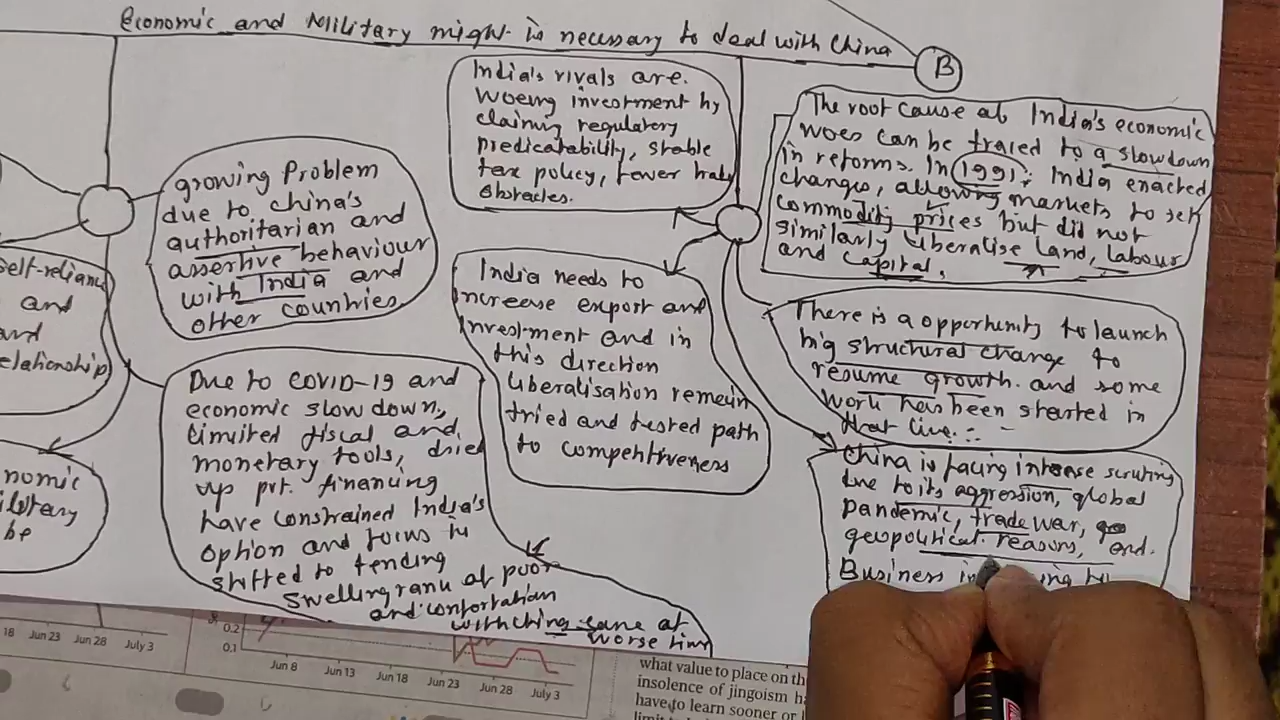 Economic and Military might is necessary to deal with China
B
India's rivals are.
Woeing investment by
claiming regulatory
predicatability, stable
tax policy, fewer trade
obstacles.
The root cause of India's economic
woes can be traced to a slowdown
in reforms. In 1991, India enacted
changes, allowing markets to set
commodity prices but did not
similarly liberalise land, labour
and capital.
growing Problem
due to China's
authoritarian and
assertive behaviour
with India and
other countries
self-reliance
and
and
relationship
India needs to
increese export and
Investment and in
this direction
liberalisation remain
tried and tested path
to competitiveness
There is a opportunity to launch
big structural change to
resume growth. and some
work has been started in
that line.
Due to COVID-19 and
economic slow down,
limited fiscal and
monetary tools, dried
up pvt. financing
have constrained India's
option and focus is
shifted to tending
swelling rank of poor
and confortation
with China came at
worse time
China is facing intense scrutiny
due to its aggression, global
pandemic, trade war,
geopolitical reasons, and.
Business
nomic
ilitary
be
18 Jun 23 Jun 28 July 3
0.2
0.1
Jun 8 Jun 13 Jun 18 Jun 23 Jun 28 July 3
what value to place on th
insolence of jingoism ha
have to learn sooner or l